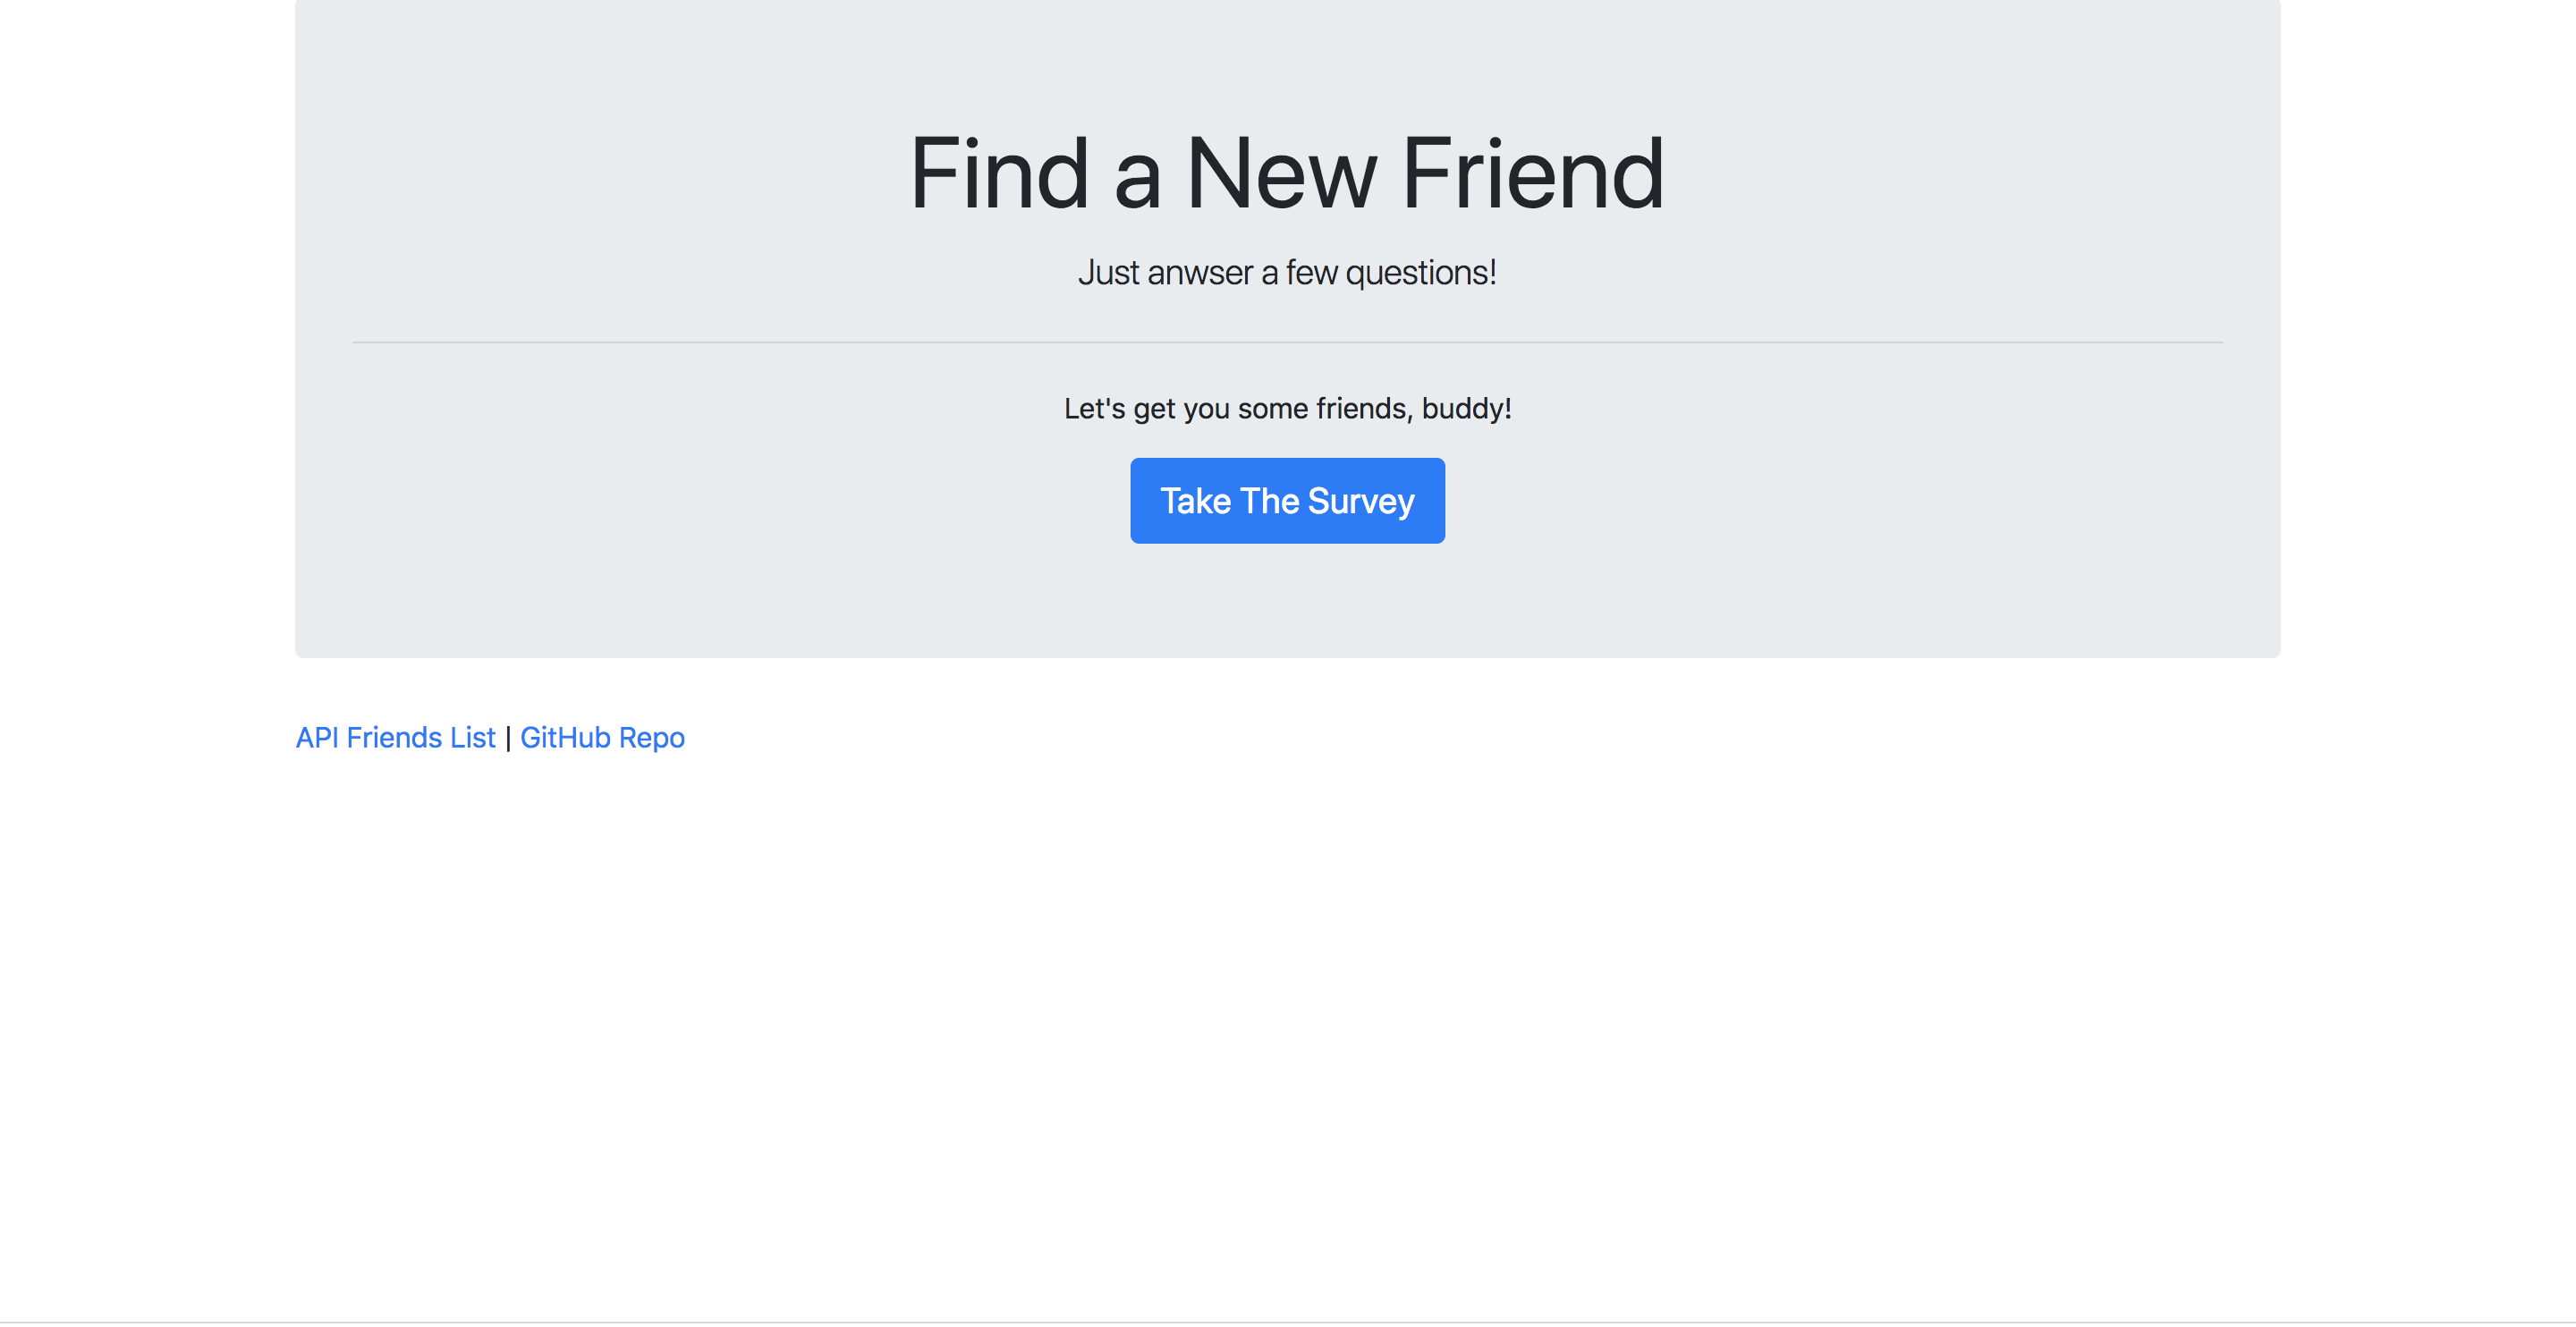 Find a New Friend
Just anwser a few questions!
Let's get you some friends, buddy!
Take The Survey
API Friends List | GitHub Repo